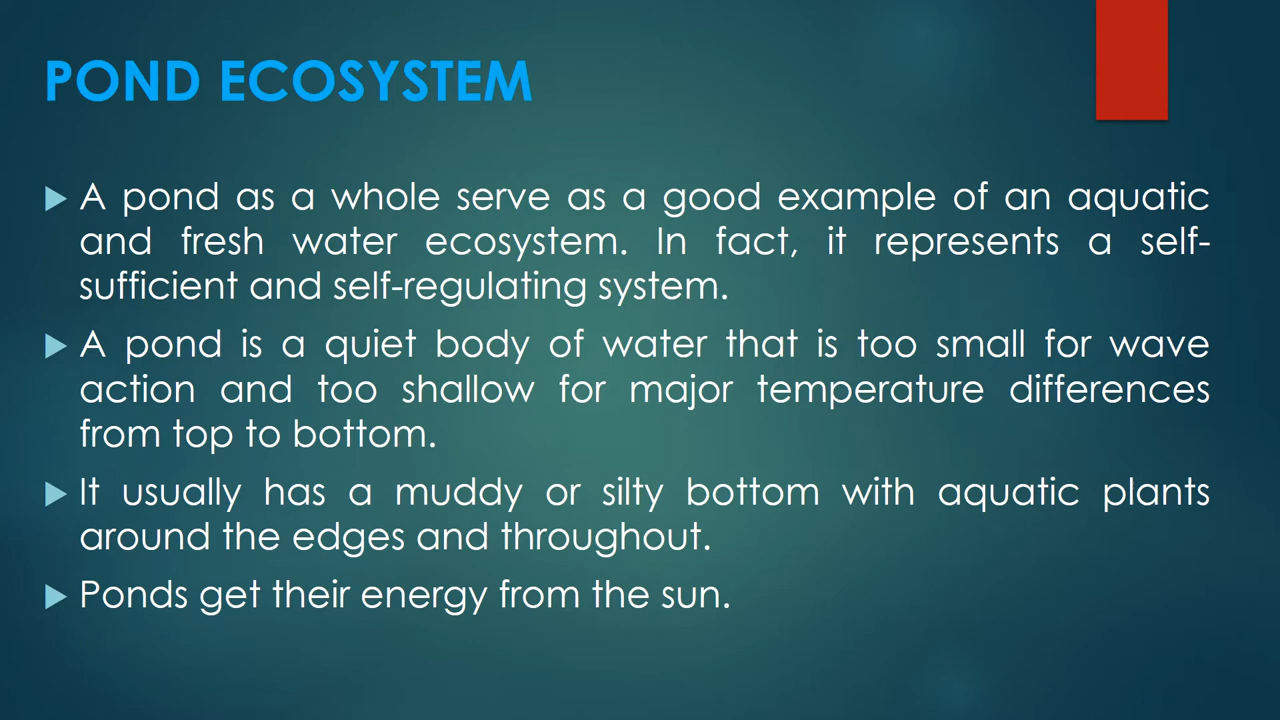 POND ECOSYSTEM
A pond as a whole serve as a good example of an aquatic
and fresh water ecosystem. In fact, it represents a self-
sufficient and self-regulating system.
A pond is a quiet body of water that is too small for wave
action and too shallow for major temperature differences
from top to bottom.
It usually has a muddy or silty bottom with aquatic plants
around the edges and throughout.
Ponds get their energy from the sun.